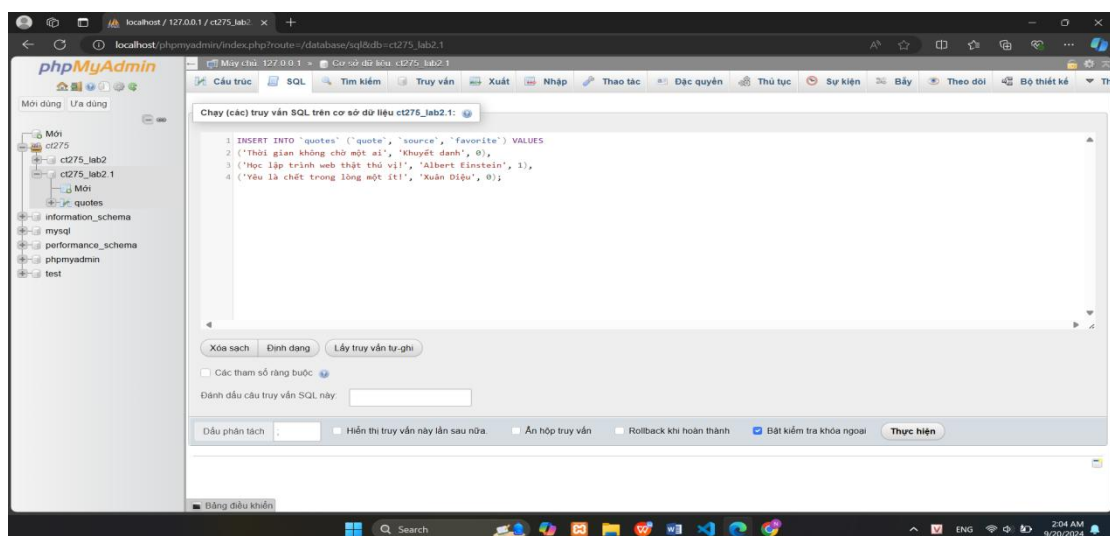 localhost / 127.0.0.1 / ct275_lab2
localhost/phpmyadmin/index.php?route=/database/sql&db=ct275_lab2.1
phpMyAdmin
Mới dùng Ưa dùng
Mới
ct275
ct275_lab2
ct275_lab2.1
Mới
quotes
information_schema
mysql
performance_schema
phpmyadmin
test
Máy chủ: 127.0.0.1 » Cơ sở dữ liệu: ct275_lab2.1
Cấu trúc SQL Tìm kiếm Truy vấn Xuất Nhập Thao tác Đặc quyền Thủ tục Sự kiện Bẫy Theo dõi Bộ thiết kế
Chạy (các) truy vấn SQL trên cơ sở dữ liệu ct275_lab2.1:
1 INSERT INTO `quotes` (`quote`, `source`, `favorite`) VALUES
2 ('Thời gian không chờ một ai', 'Khuyết danh', 0),
3 ('Học lập trình web thật thú vị!', 'Albert Einstein', 1),
4 ('Yêu là chết trong lòng một ít!', 'Xuân Diệu', 0);
Xóa sạch Định dạng Lấy truy vấn tự-ghi
Các tham số ràng buộc
Đánh dấu câu truy vấn SQL này:
Dấu phân tách ; Hiển thị truy vấn này lần sau nữa. Ẩn hộp truy vấn Rollback khi hoàn thành Bật kiểm tra khóa ngoại Thực hiện
Bảng điều khiển
Search
ENG
2:04 AM
9/20/2024